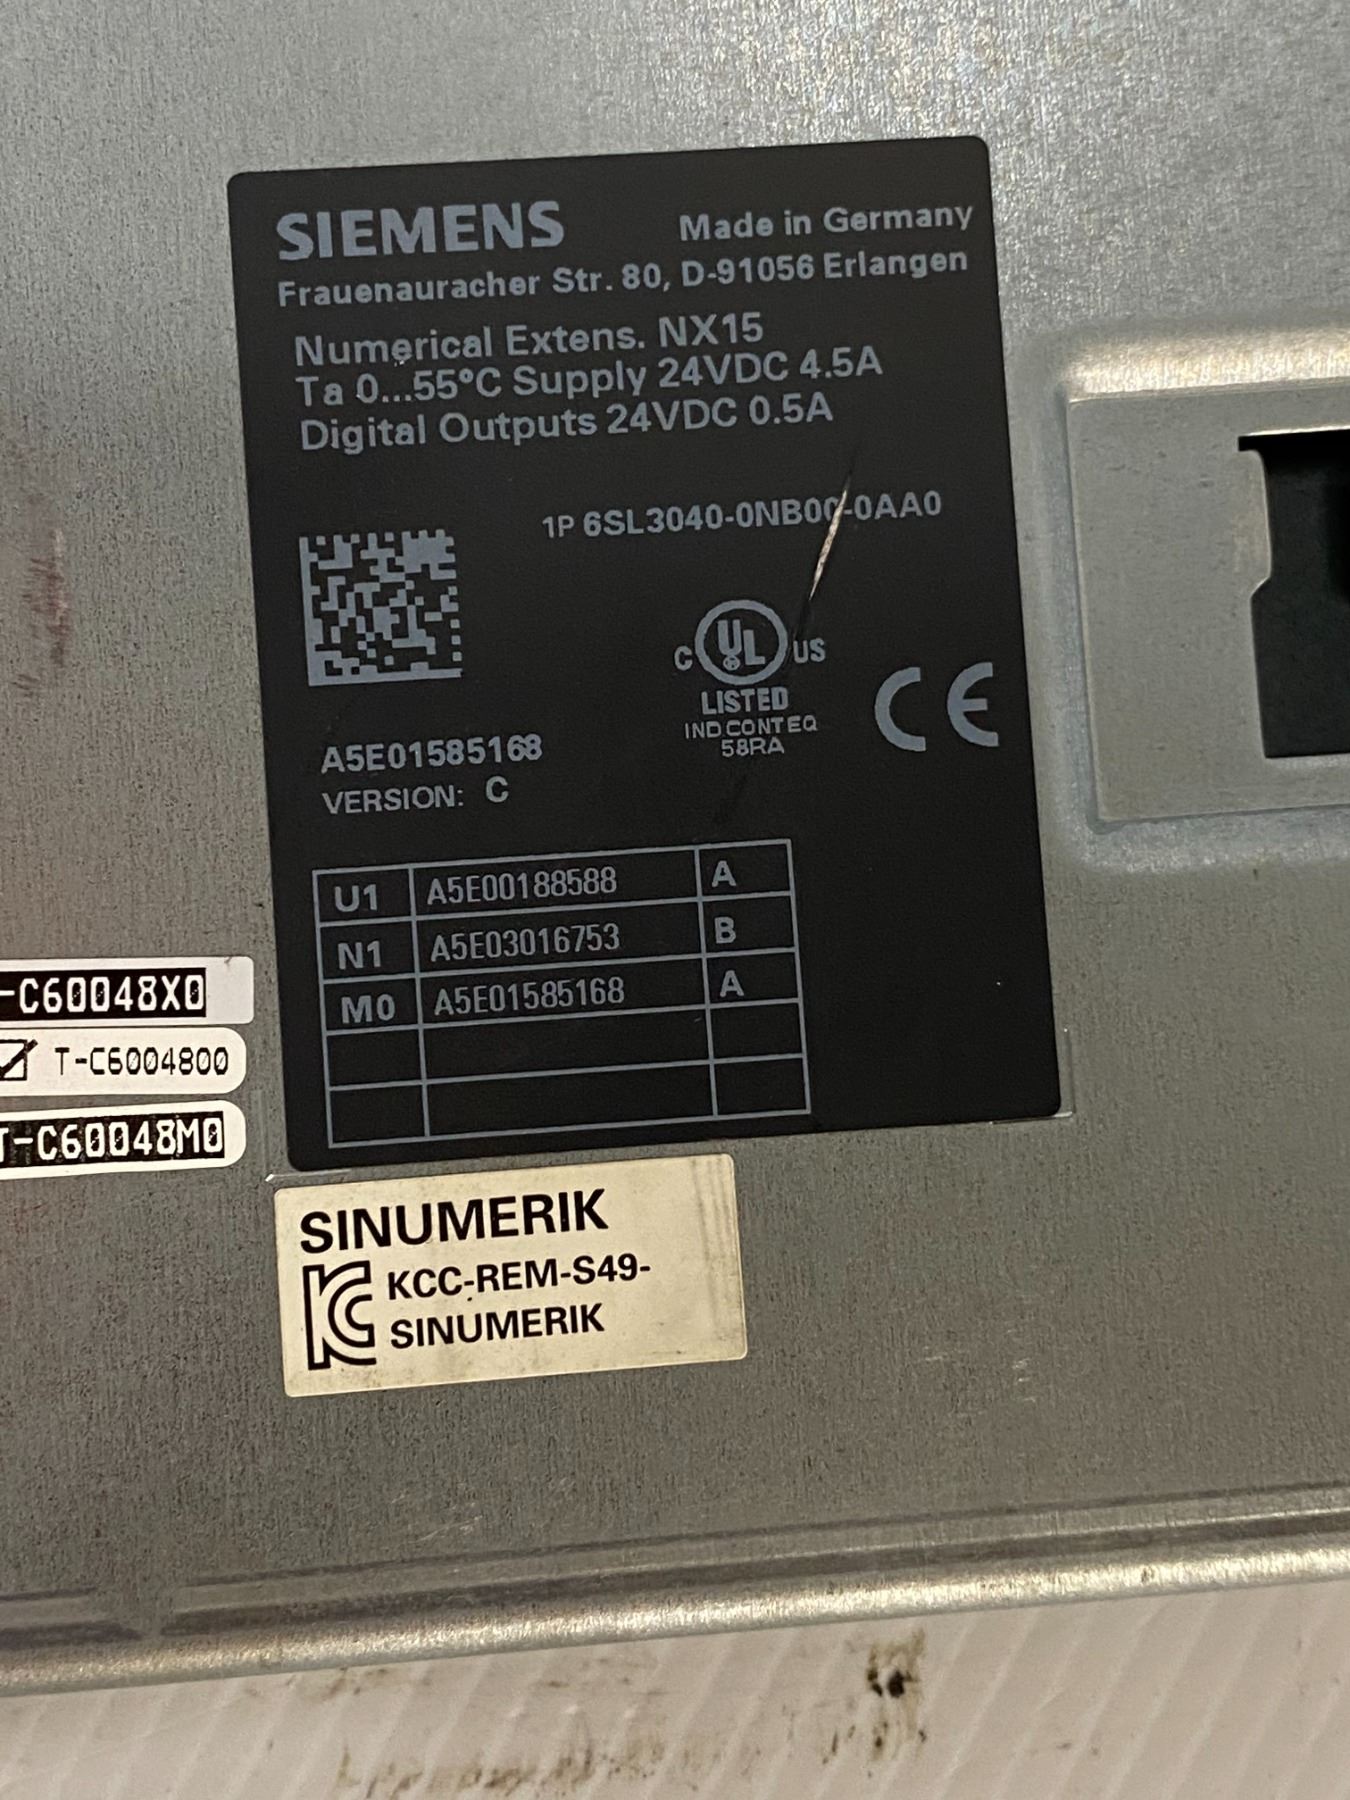 SIEMENS Made in Germany
Frauenauracher Str. 80, D-91056 Erlangen
Numerical Extens. NX15
Ta 0...55°C Supply 24VDC 4.5A
Digital Outputs 24VDC 0.5A
1P 6SL3040-0NB00-0AA0
C UL US
LISTED
IND CONT EQ
58RA
CE
A5E01585168
VERSION: C
U1 A5E00188588 A
N1 A5E03016753 B
M0 A5E01585168 A
-C60048X0
T-C6004800
T-C60048M0
SINUMERIK
KC KCC-REM-S49-
SINUMERIK